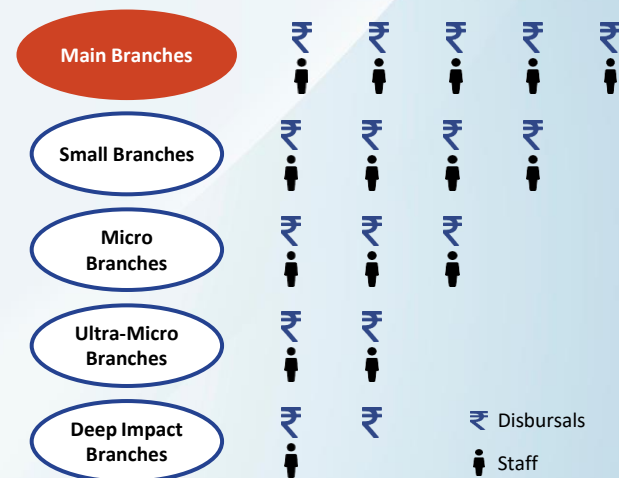 ₹ ₹ ₹ ₹ ₹
Main Branches
₹ ₹ ₹ ₹
Small Branches
₹ ₹ ₹
Micro
Branches
₹ ₹
Ultra-Micro
Branches
₹ ₹
Deep Impact
Branches
₹ Disbursals
Staff